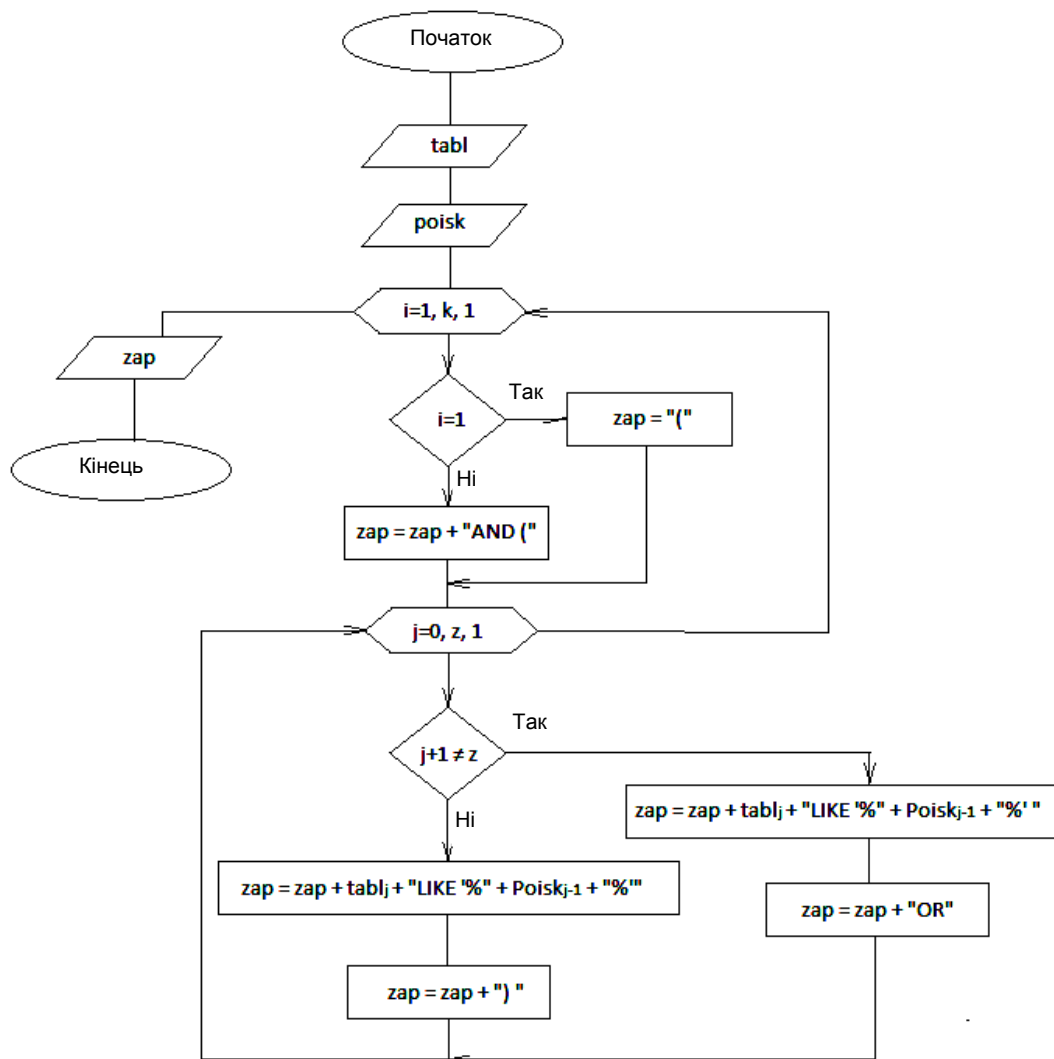 Початок
tabl
poisk
i=1, k, 1
zap
Кінець
i=1
Так
zap = "("
Ні
zap = zap + "AND ("
j=0, z, 1
j+1 ≠ z
Так
zap = zap + tablj + "LIKE '%" + Poiskj-1 + "%' "
zap = zap + "OR"
Ні
zap = zap + tablj + "LIKE '%" + Poiskj-1 + "%'"
zap = zap + ") "